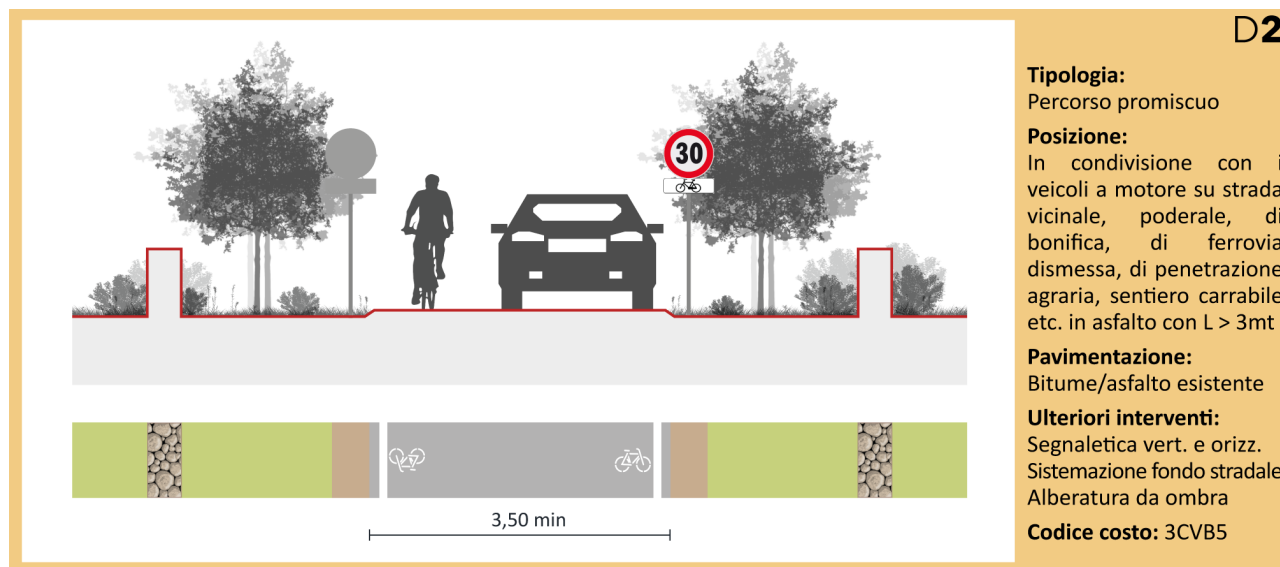 D2
30
3,50 min
Tipologia:
Percorso promiscuo
Posizione:
In condivisione con i
veicoli a motore su strada
vicinale, poderale, di
bonifica, di ferrovia
dismessa, di penetrazione
agraria, sentiero carrabile
etc. in asfalto con L > 3mt
Pavimentazione:
Bitume/asfalto esistente
Ulteriori interventi:
Segnaletica vert. e orizz.
Sistemazione fondo stradale
Alberatura da ombra
Codice costo: 3CVB5